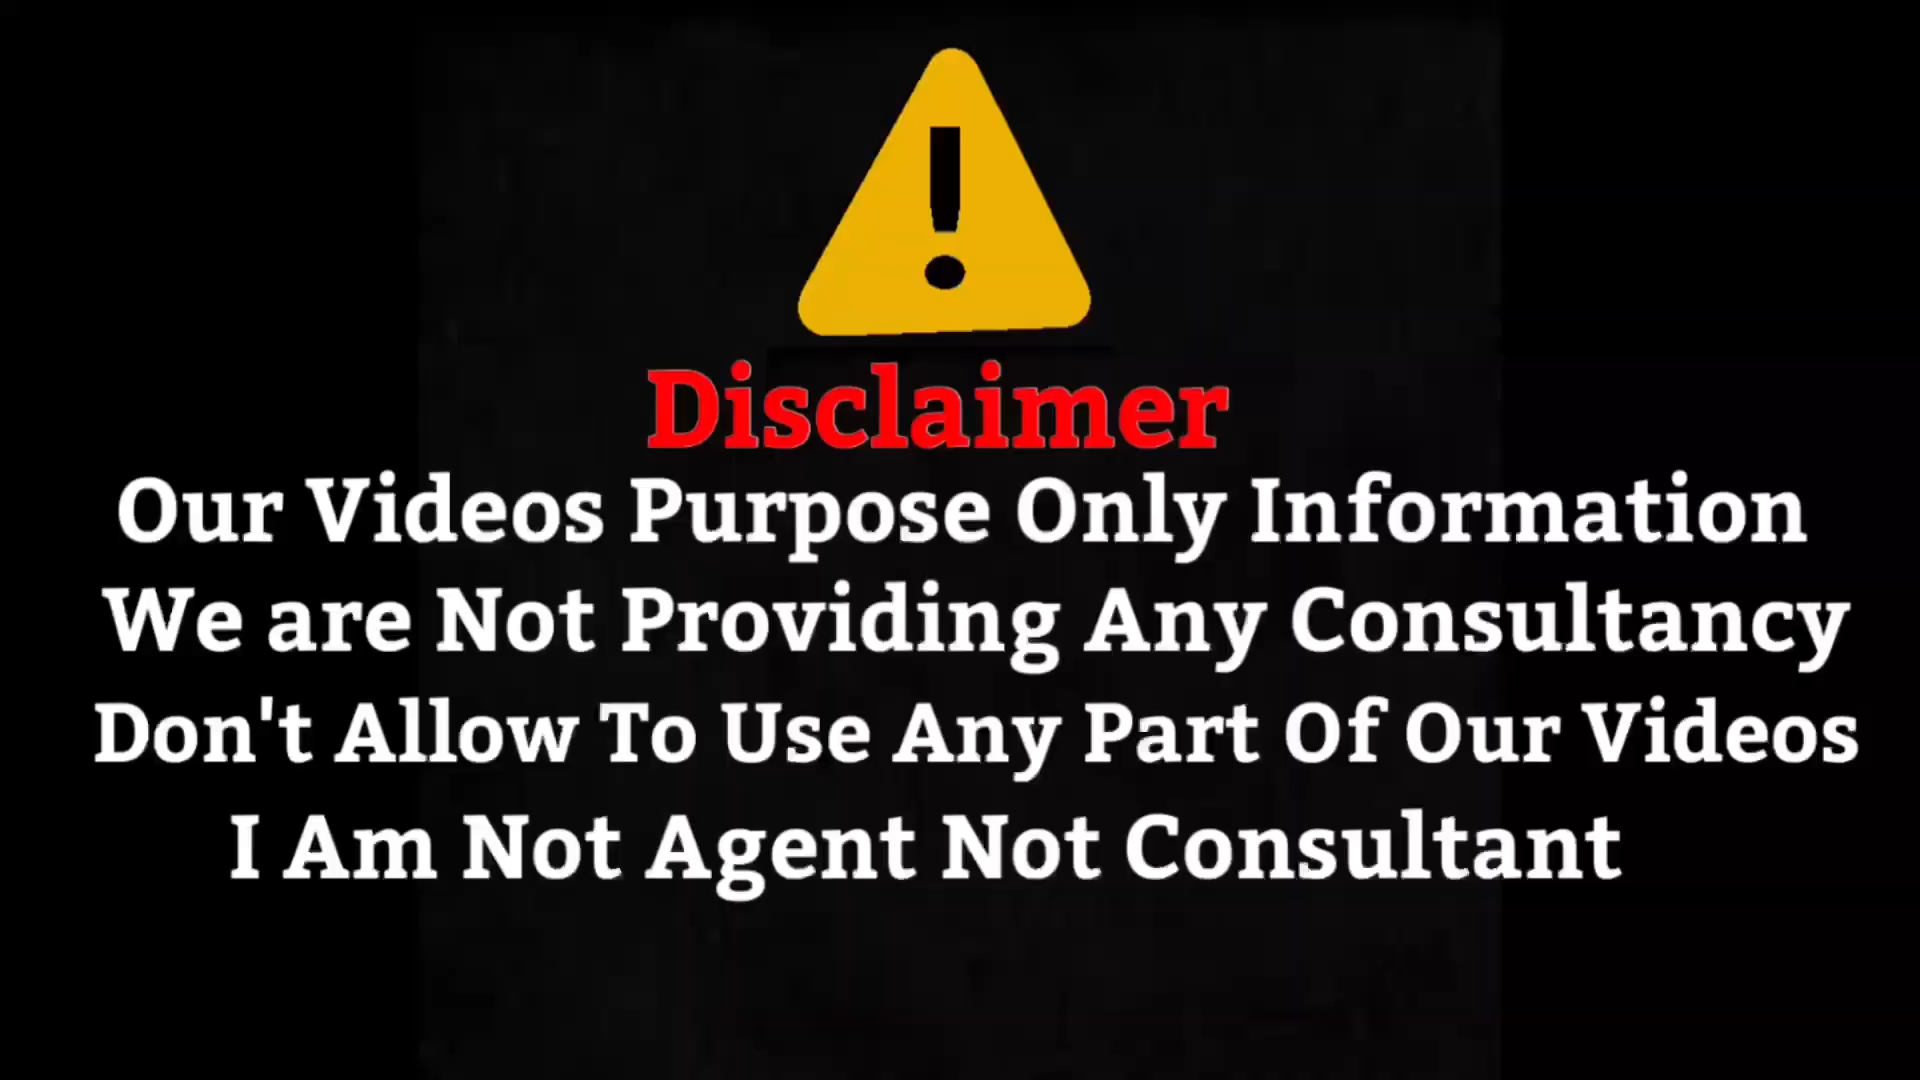 Disclaimer
Our Videos Purpose Only Information
We are Not Providing Any Consultancy
Don't Allow To Use Any Part Of Our Videos
I Am Not Agent Not Consultant